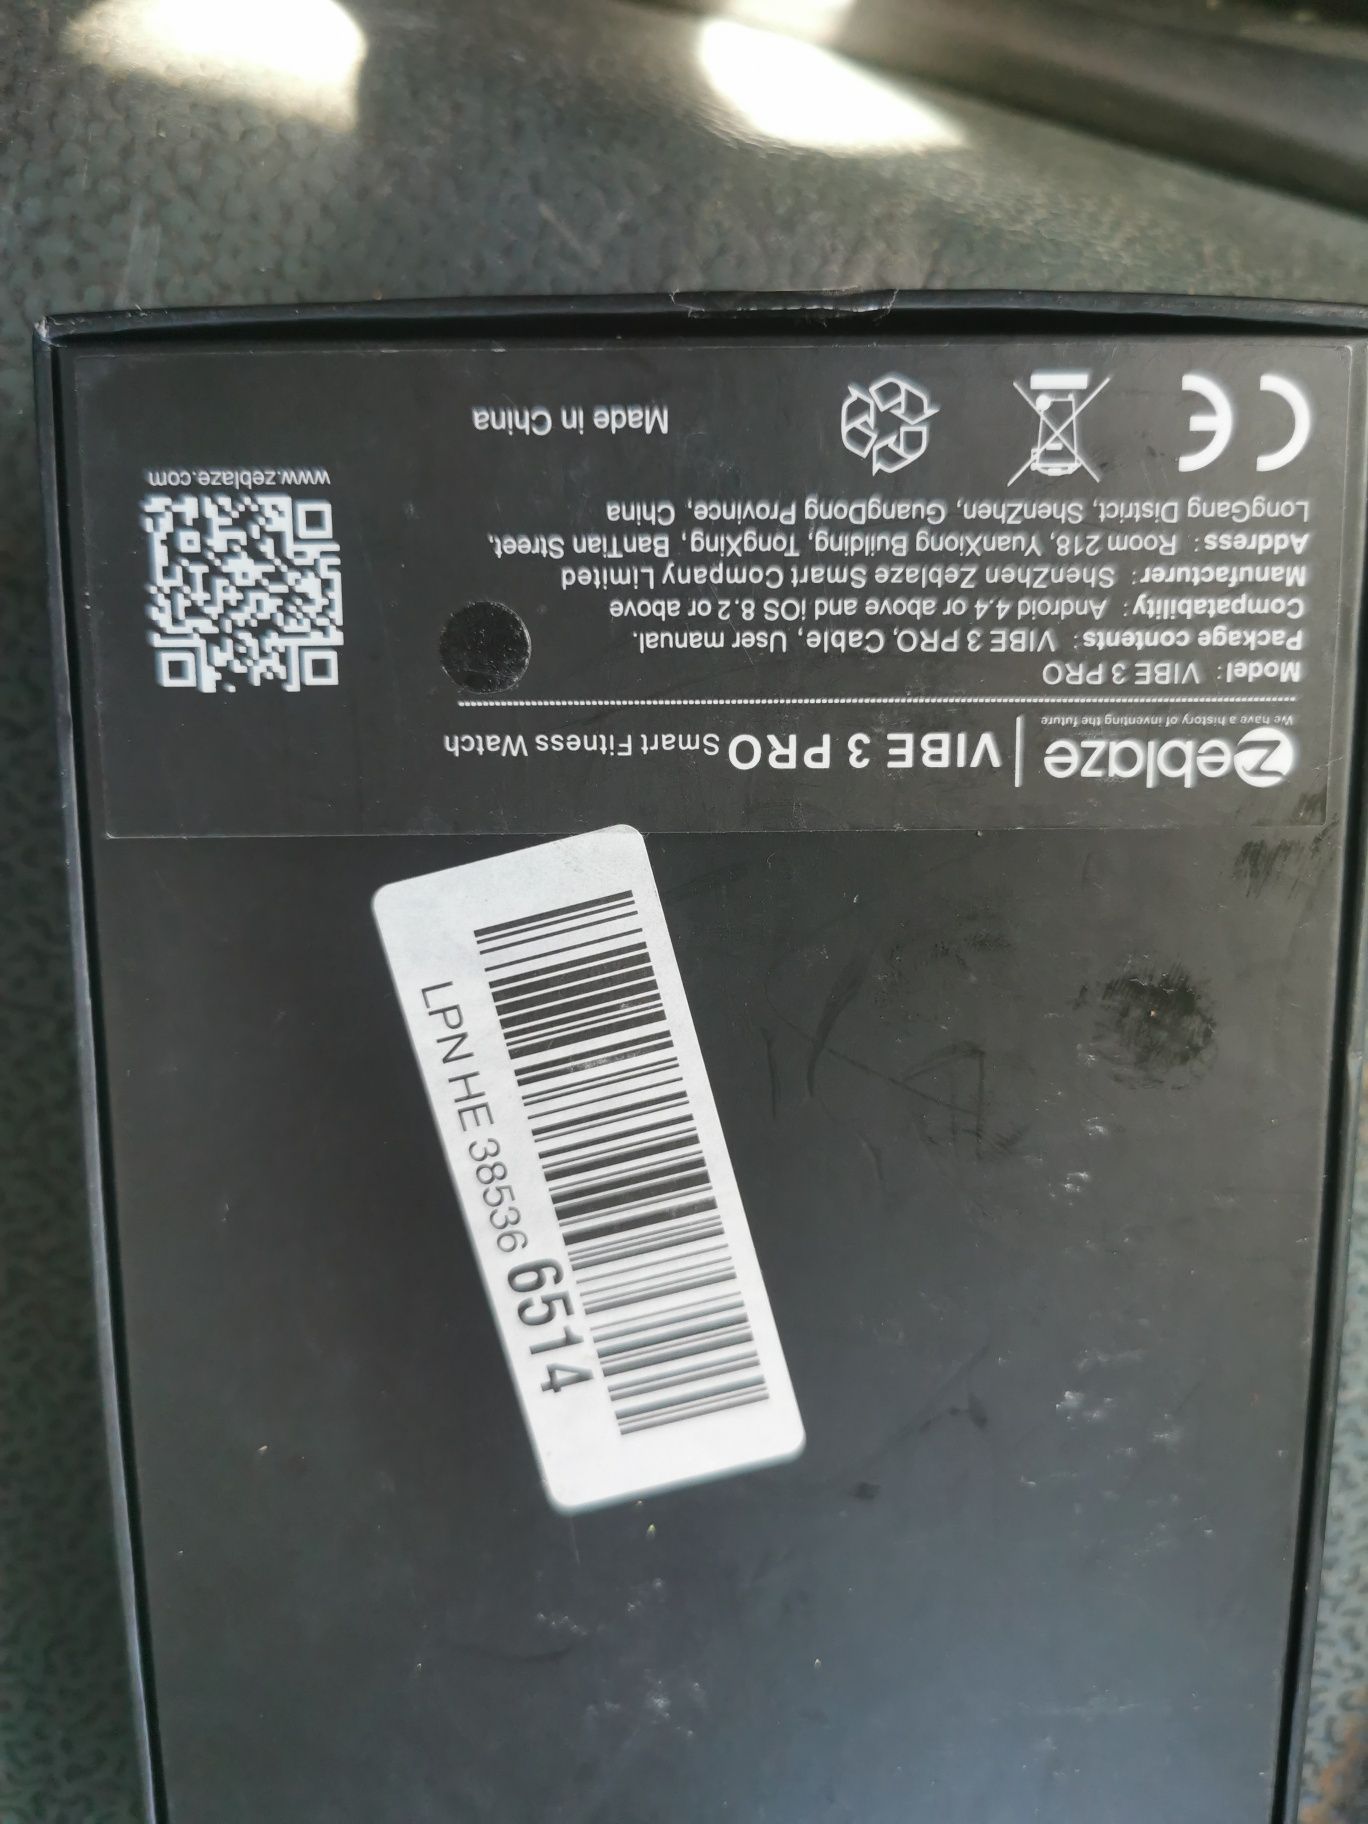 zeblaze | VIBE 3 PRO Smart Fitness Watch
We have a history of inventing the future
Model: VIBE 3 PRO
Package contents: VIBE 3 PRO, Cable, User manual.
Compatability: Android 4.4 or above and iOS 8.2 or above
Manufacturer: ShenZhen Zeblaze Smart Company Limited
Address: Room 218, YuanXiong Building, TongXing, BanTian Street,
LongGang District, ShenZhen, GuangDong Province, China
CE
Made in China
www.zeblaze.com
LPN HE 38536 6514